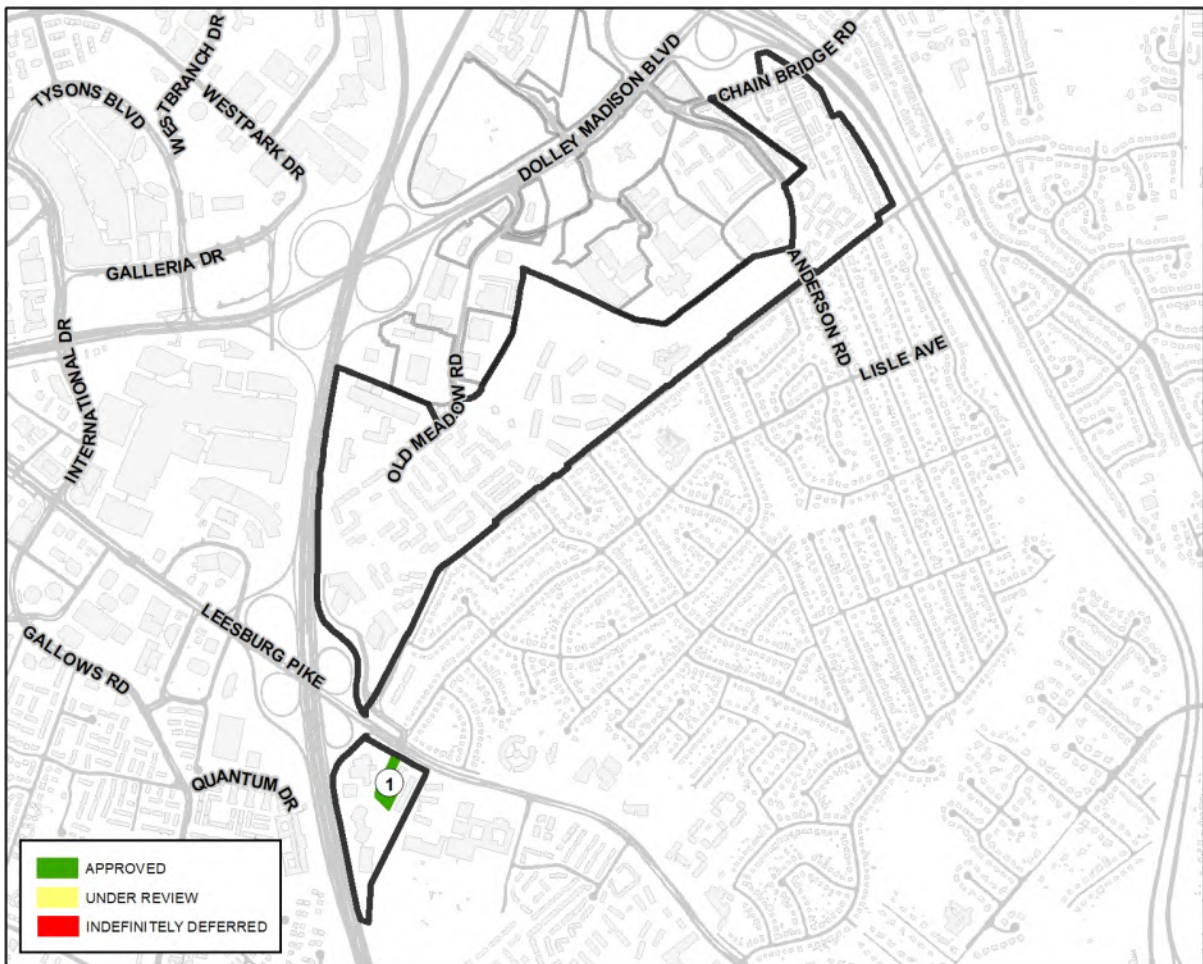 WESTBRANCH DR
DOLLEY MADISON BLVD
CHAIN BRIDGE RD
TYSONS BLVD
WESTPARK DR
GALLERIA DR
ANDERSON RD
INTERNATIONAL DR
LISLE AVE
OLD MEADOW RD
LEESBURG PIKE
GALLOWS RD
QUANTUM DR
1
APPROVED
UNDER REVIEW
INDEFINITELY DEFERRED